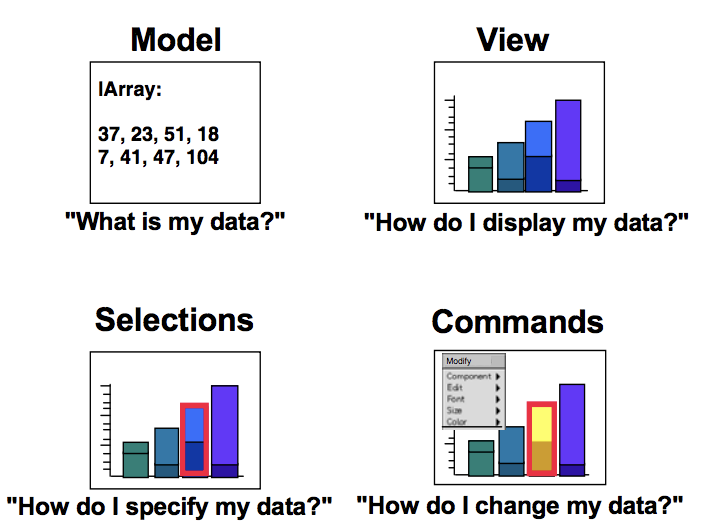 Model
lArray:
37, 23, 51, 18
7, 41, 47, 104
"What is my data?"
View
"How do I display my data?"
Selections
"How do I specify my data?"
Commands
Modify
Component
Edit
Font
Size
Color
"How do I change my data?"